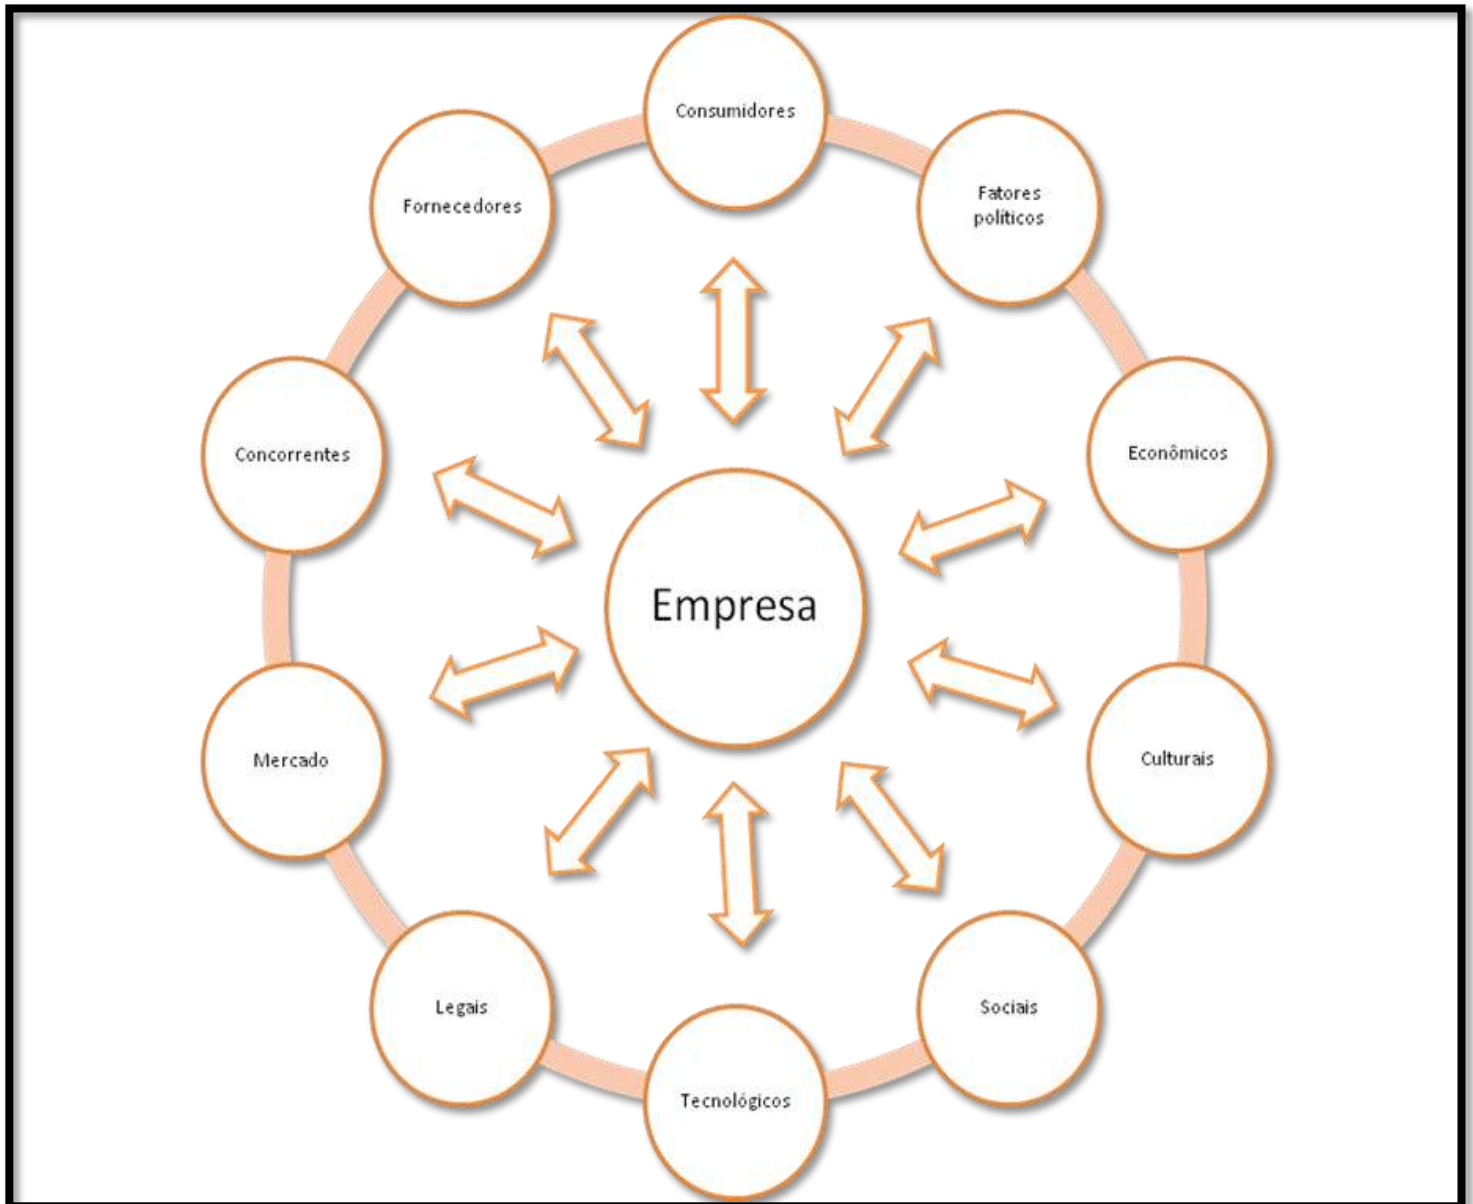 Consumidores
Fatores
políticos
Econômicos
Culturais
Sociais
Tecnológicos
Legais
Mercado
Concorrentes
Fornecedores
Empresa